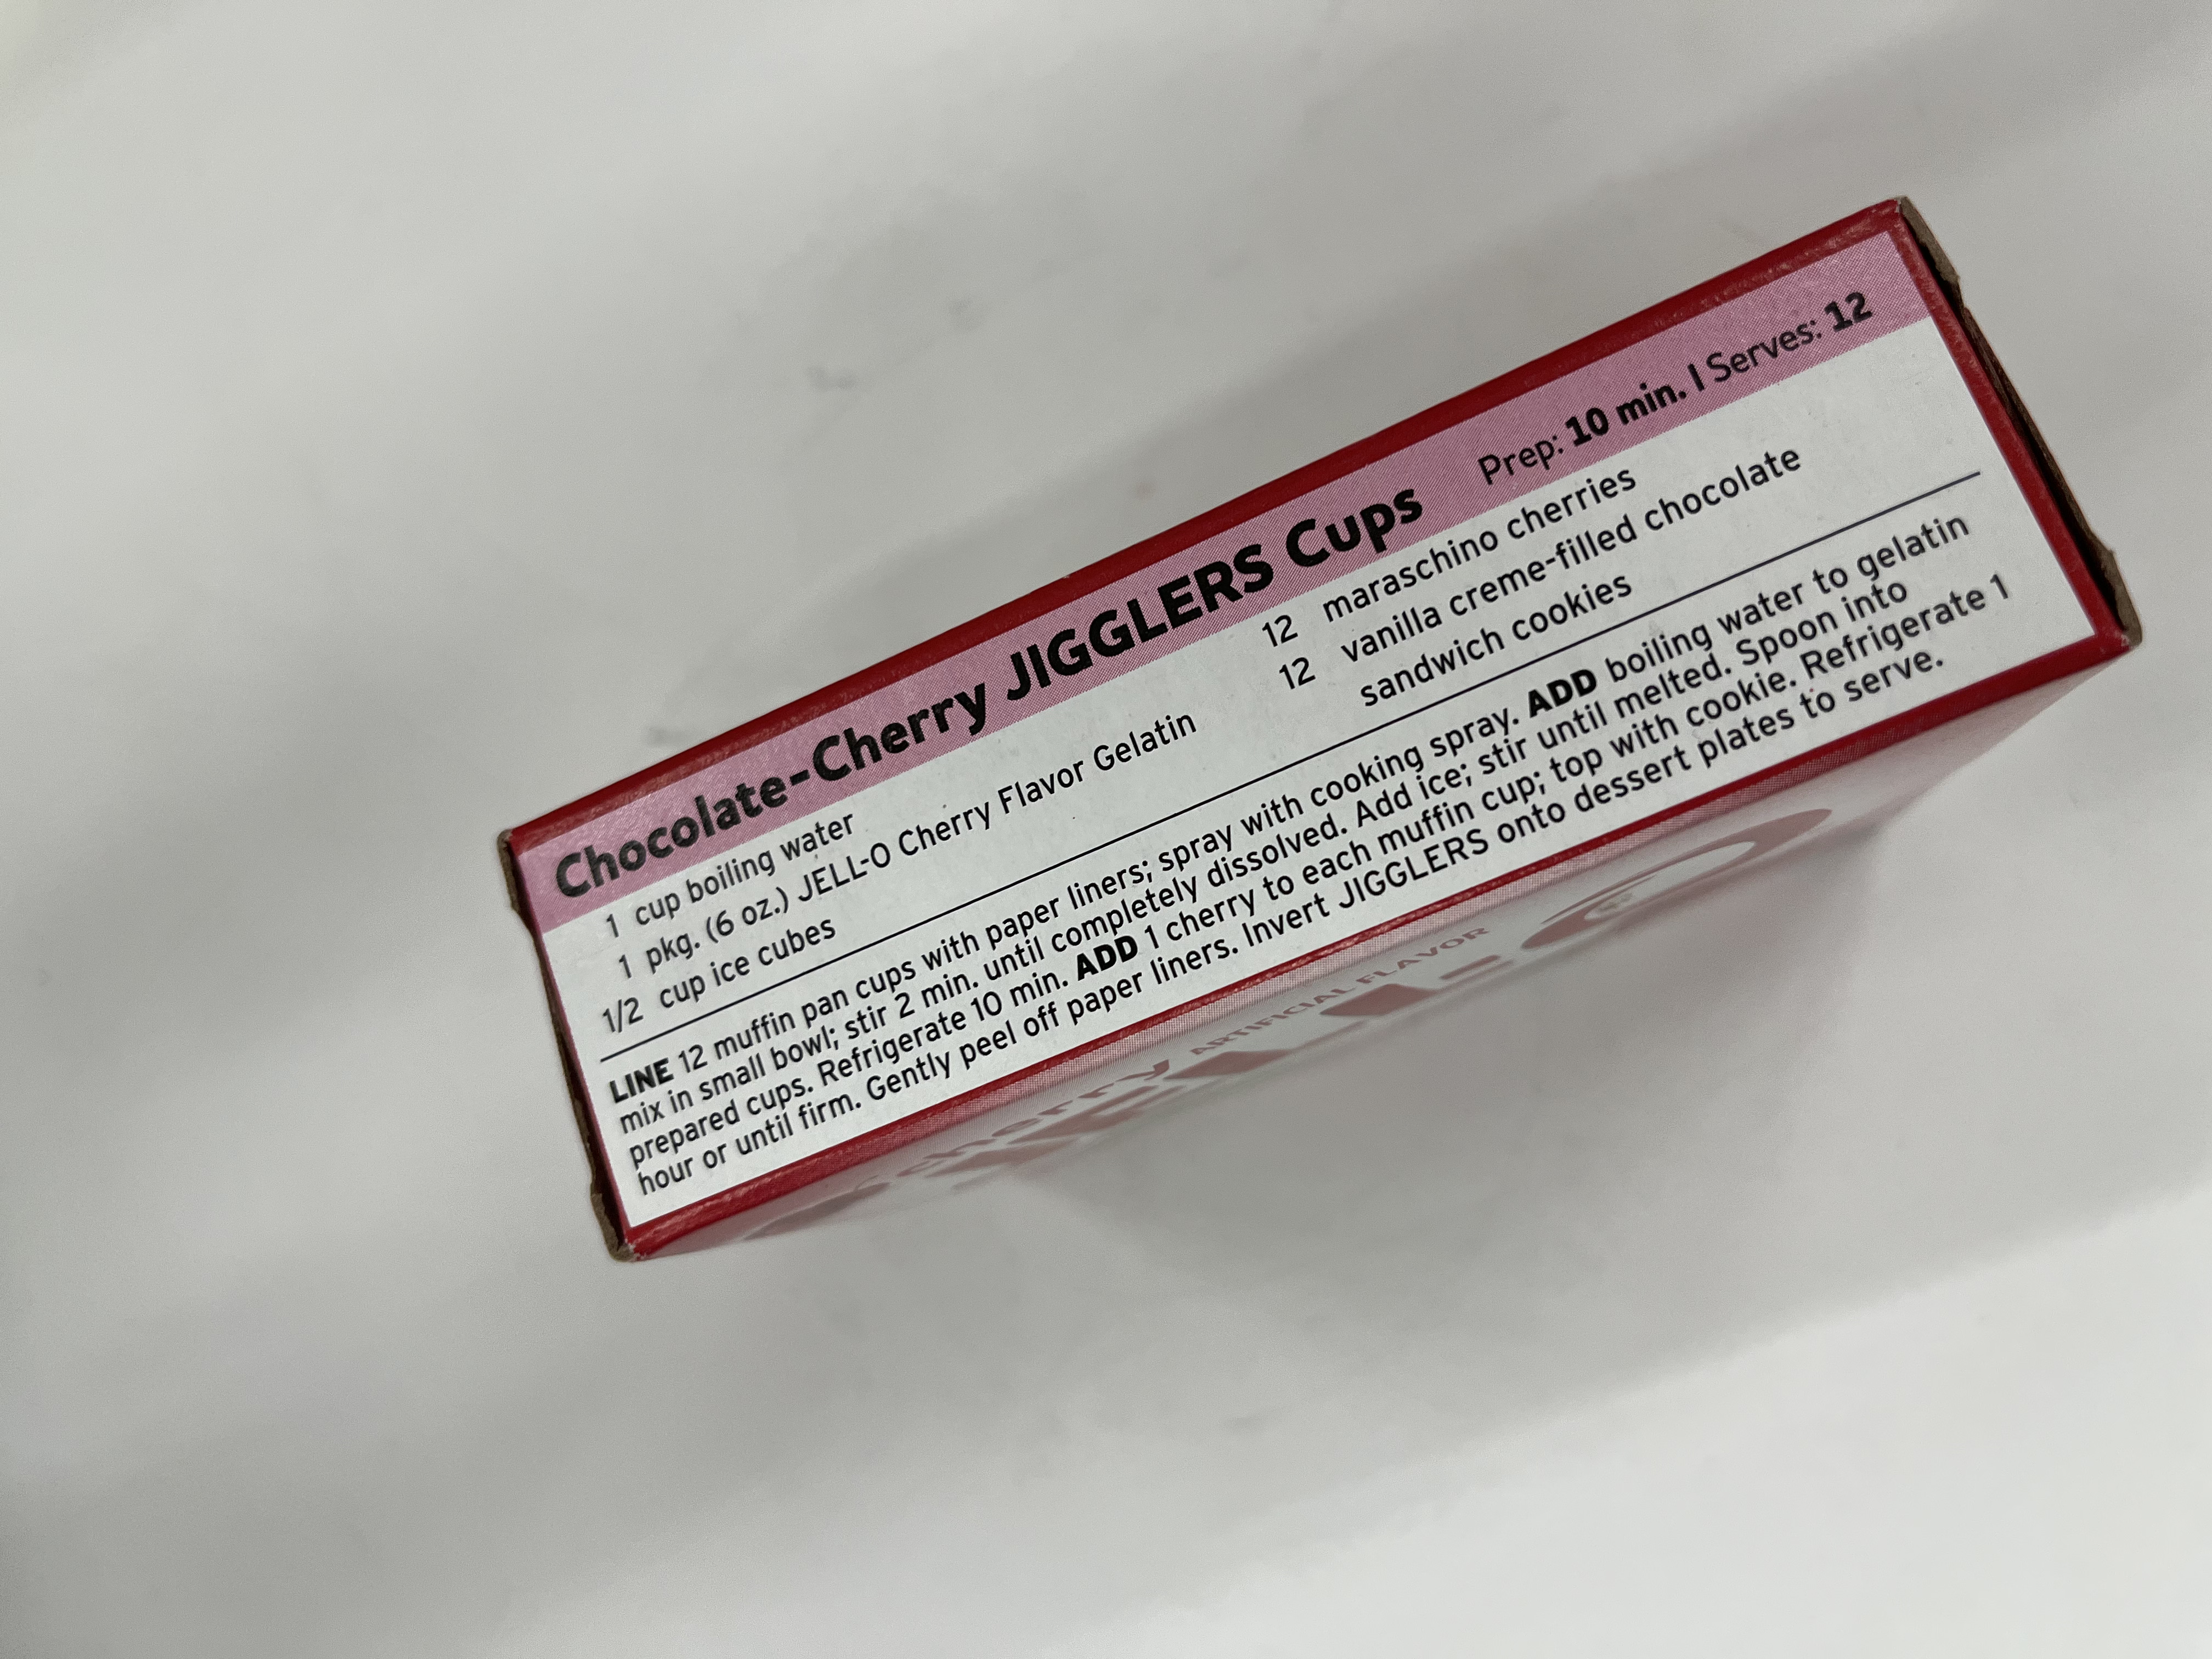 Chocolate-Cherry JIGGLERS Cups Prep: 10 min. | Serves: 12
1 cup boiling water
1 pkg. (6 oz.) JELL-O Cherry Flavor Gelatin
1/2 cup ice cubes
12 maraschino cherries
12 vanilla creme-filled chocolate
sandwich cookies
LINE 12 muffin pan cups with paper liners; spray with cooking spray. ADD boiling water to gelatin
mix in small bowl; stir 2 min. until completely dissolved. Add ice; stir until melted. Spoon into
prepared cups. Refrigerate 10 min. ADD 1 cherry to each muffin cup; top with cookie. Refrigerate 1
hour or until firm. Gently peel off paper liners. Invert JIGGLERS onto dessert plates to serve.
Cherry ARTIFICIAL FLAVOR
JELL-O